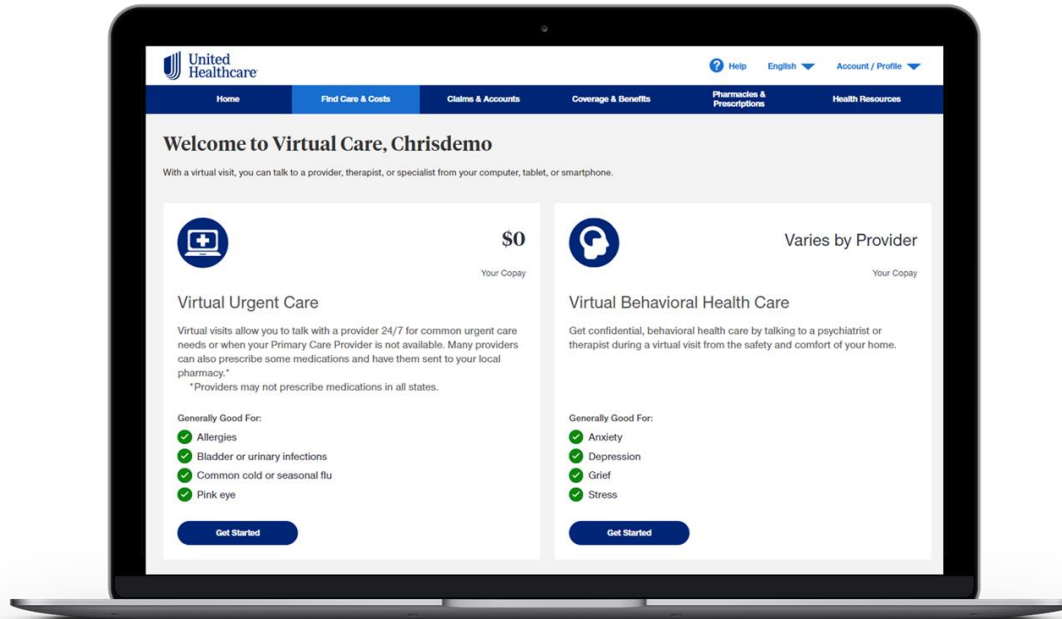 United
Healthcare
? Help
English
Account / Profile
Home
Find Care & Costs
Claims & Accounts
Coverage & Benefits
Pharmacies &
Prescriptions
Health Resources
Welcome to Virtual Care, Chrisdemo
With a virtual visit, you can talk to a provider, therapist, or specialist from your computer, tablet, or smartphone.
$0
Your Copay
Virtual Urgent Care
Virtual visits allow you to talk with a provider 24/7 for common urgent care
needs or when your Primary Care Provider is not available. Many providers
can also prescribe some medications and have them sent to your local
pharmacy.*
*Providers may not prescribe medications in all states.
Generally Good For:
Allergies
Bladder or urinary infections
Common cold or seasonal flu
Pink eye
Get Started
Varies by Provider
Your Copay
Virtual Behavioral Health Care
Get confidential, behavioral health care by talking to a psychiatrist or
therapist during a virtual visit from the safety and comfort of your home.
Generally Good For:
Anxiety
Depression
Grief
Stress
Get Started